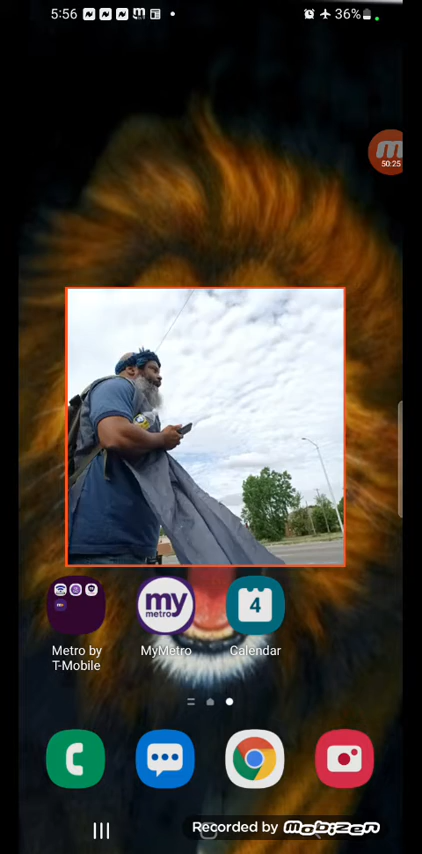 5:56
36%
m
50:25
my
metro
4
Metro by
T-Mobile
MyMetro
Calendar
Recorded by mobizen